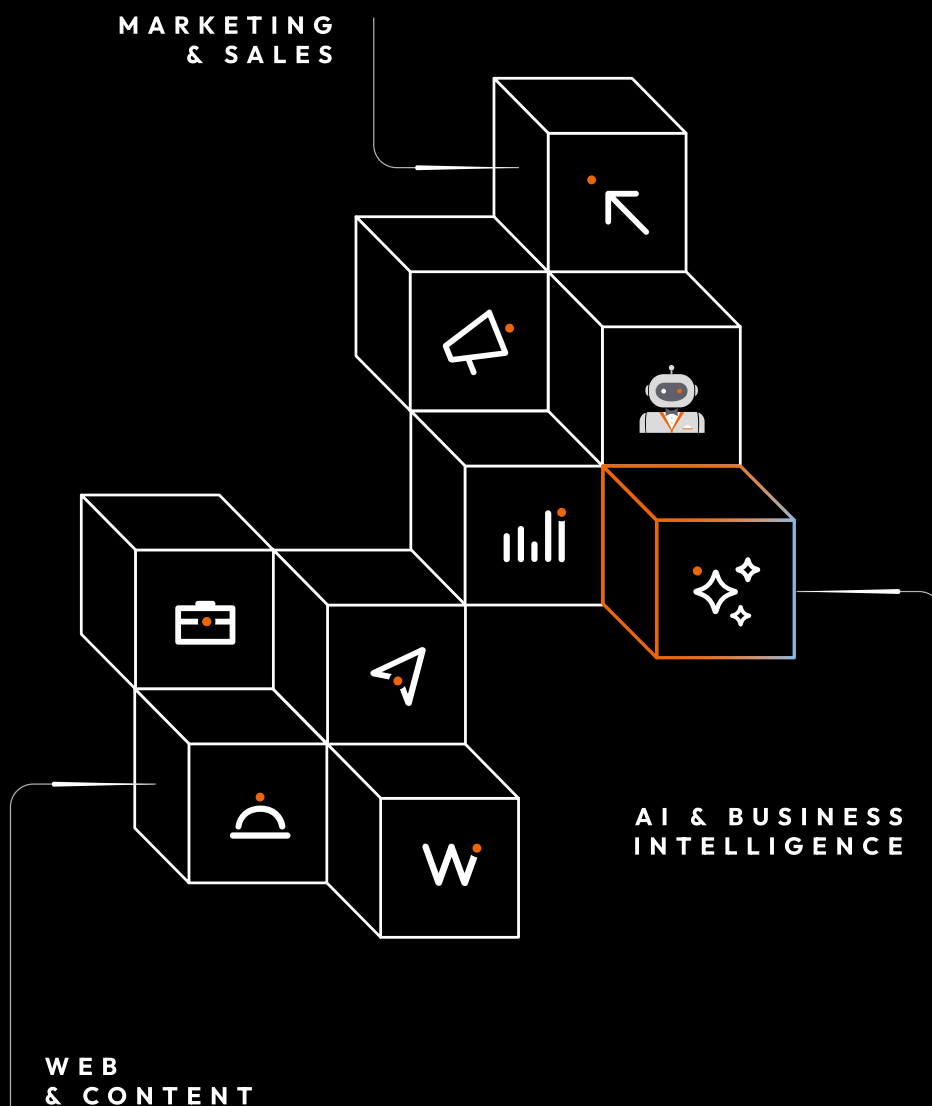 MARKETING
& SALES
W
AI & BUSINESS
INTELLIGENCE
WEB
& CONTENT